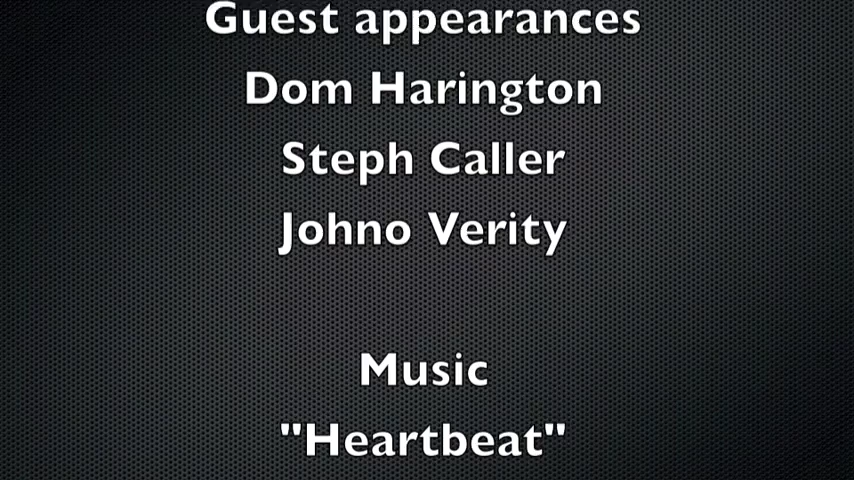 Guest appearances
Dom Harington
Steph Caller
Johno Verity
Music
"Heartbeat"